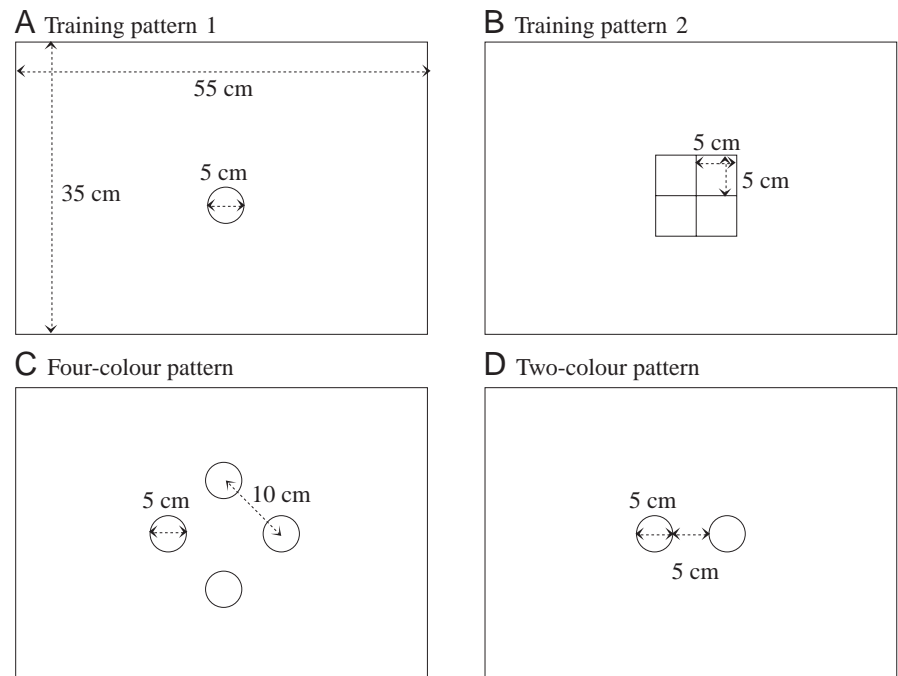 A Training pattern 1
55 cm
5 cm
35 cm
B Training pattern 2
5 cm
5 cm
C Four-colour pattern
10 cm
5 cm
D Two-colour pattern
5 cm
5 cm